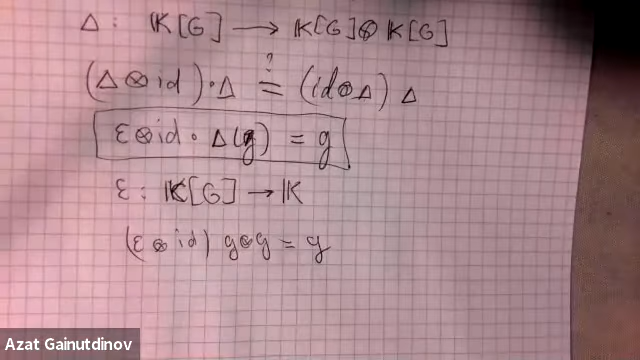 Δ : K[G] → K[G]⊗K[G]
(Δ⊗id)·Δ =? (id⊗Δ)Δ
ε⊗id · Δ(g) = g
ε : K[G] → K
(ε⊗id) g⊗g = g
Azat Gainutdinov